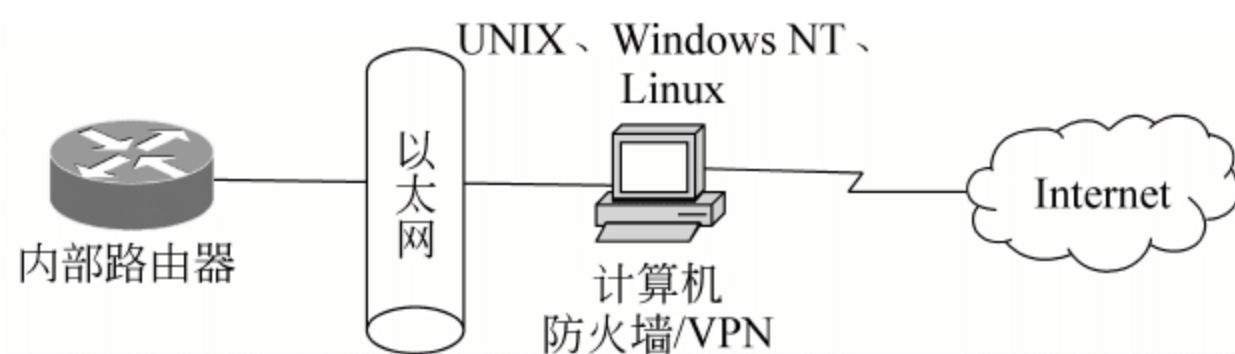 UNIX、Windows NT、
Linux
以太网
内部路由器
Internet
计算机
防火墙/VPN